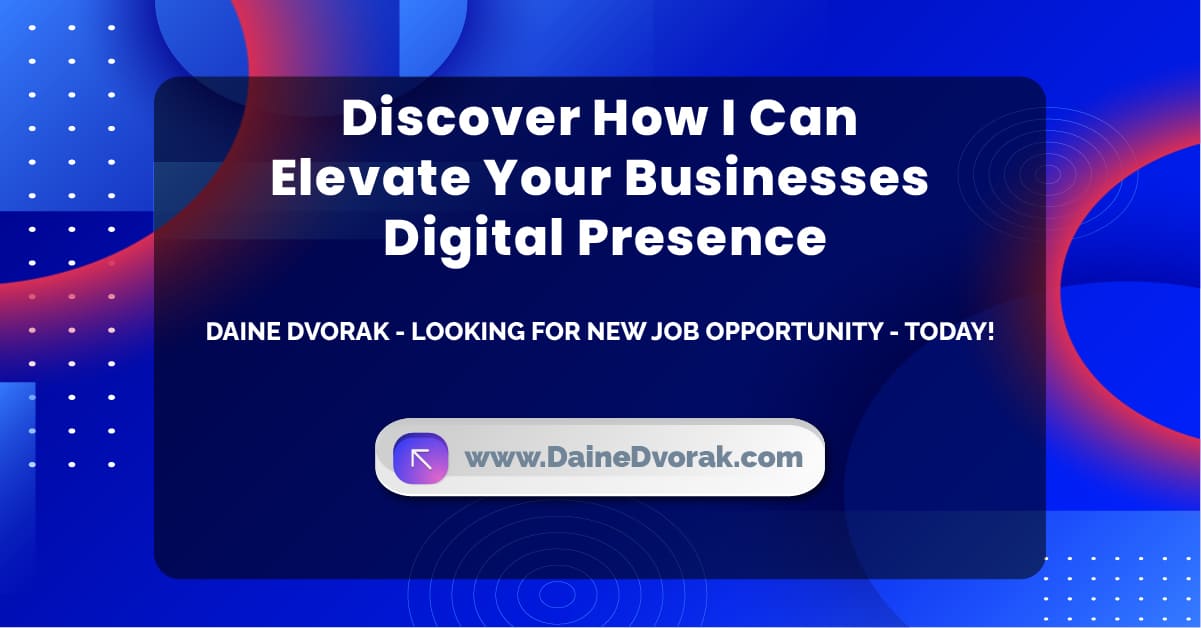 Discover How I Can
Elevate Your Businesses
Digital Presence
DAINE DVORAK - LOOKING FOR NEW JOB OPPORTUNITY - TODAY!
www.DaineDvorak.com